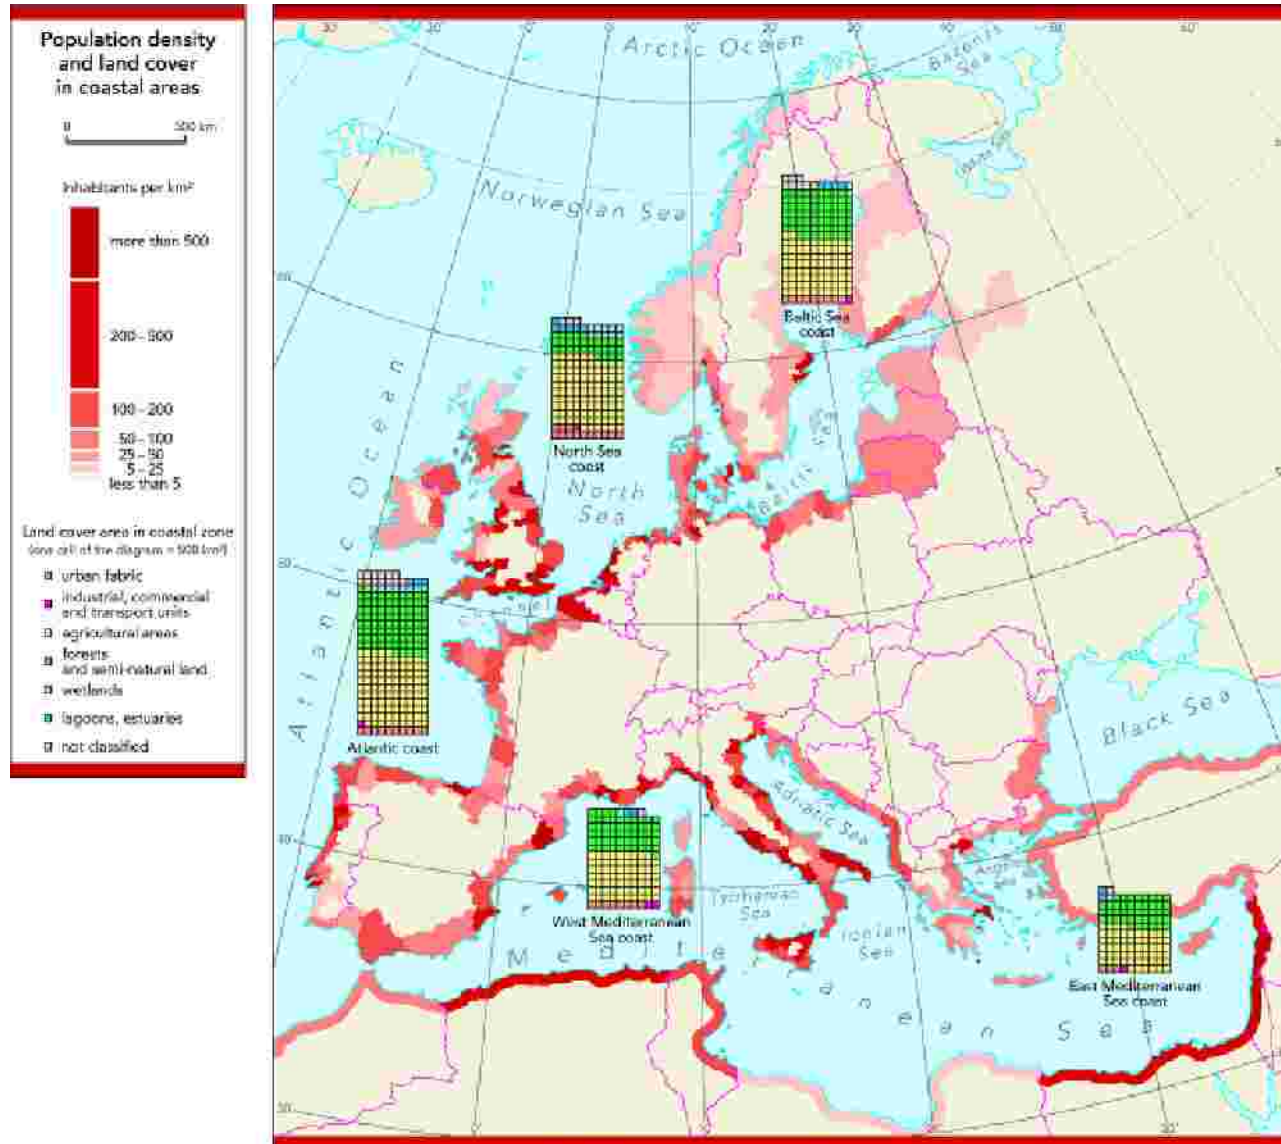 Population density
and land cover
in coastal areas
0 500 km
Inhabitants per km²
more than 500
200 - 500
100 - 200
50 - 100
25 - 50
5 - 25
less than 5
Land cover area in coastal zone
urban fabric
industrial, commercial
and transport units
agricultural areas
forests
and semi-natural land
wetlands
lagoons, estuaries
not classified
Arctic Ocean
Barents
Sea
White Sea
Norwegian Sea
Baltic Sea
coast
North Sea
coast
North
Sea
Baltic Sea
Atlantic Ocean
Channel
Atlantic coast
Black Sea
Adriatic Sea
West Mediterranean
Sea coast
Tyrrhenian
Sea
Ionian
Sea
East Mediterranean
Sea coast
Mediterranean Sea